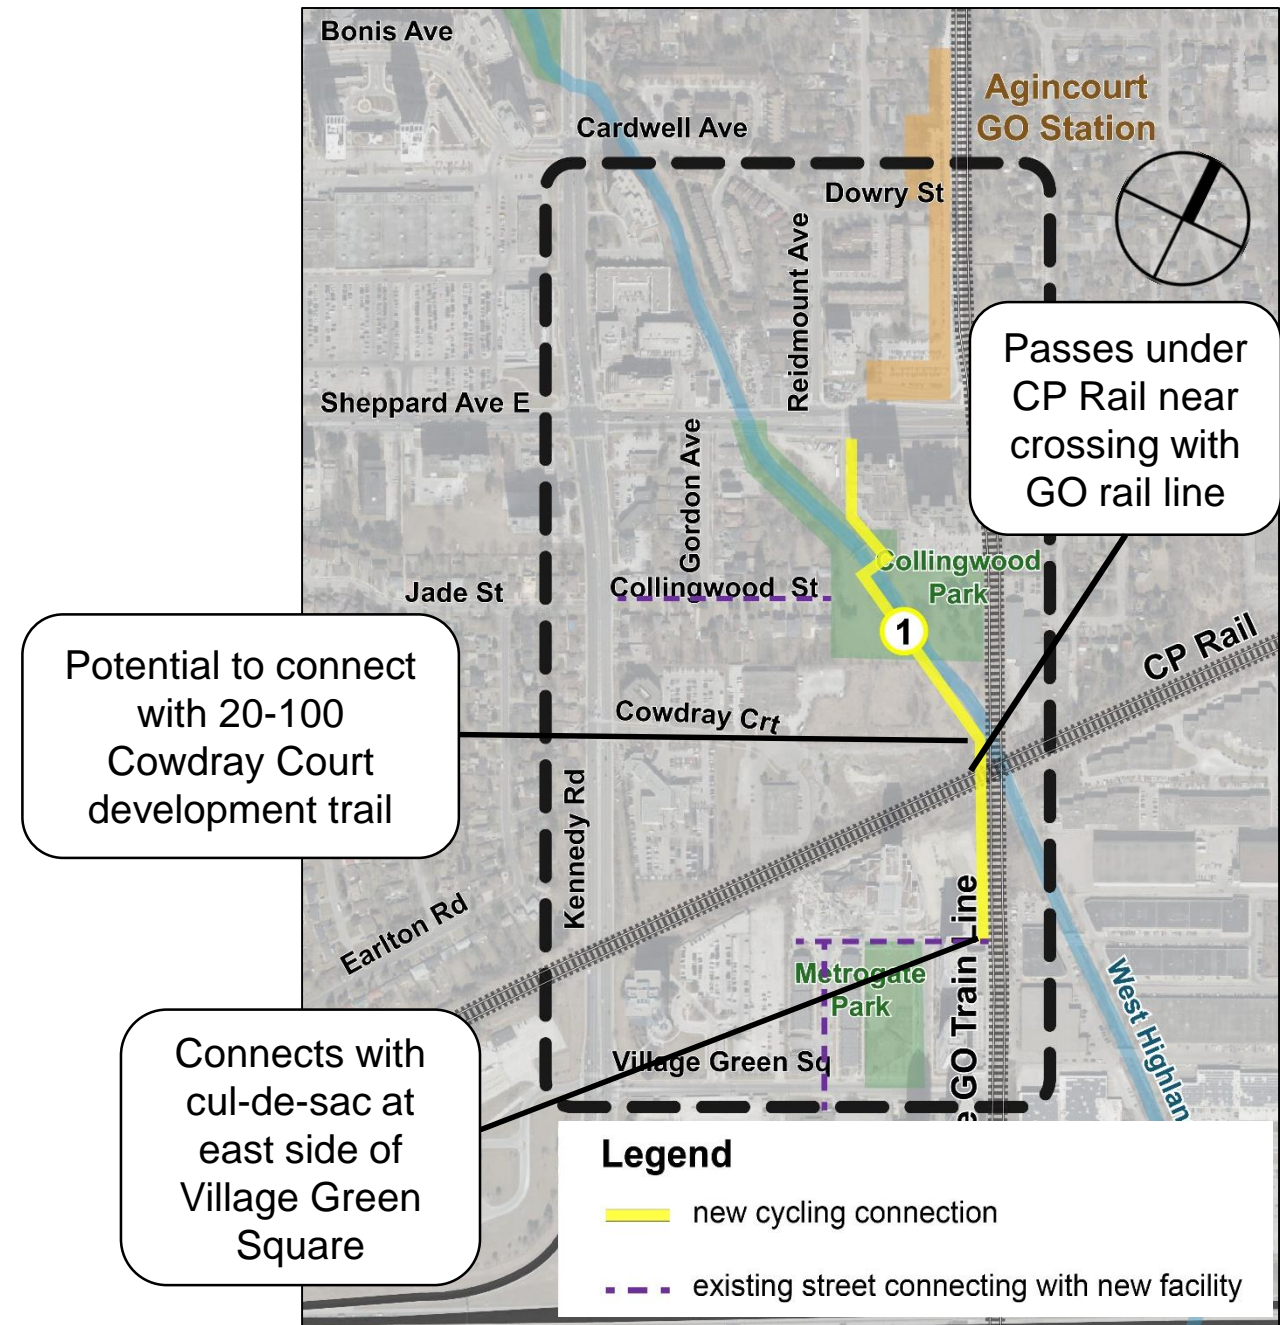 Bonis Ave
Agincourt
GO Station
Cardwell Ave
Dowry St
Reidmount Ave
Passes under
CP Rail near
crossing with
GO rail line
Sheppard Ave E
Gordon Ave
Collingwood
Park
Jade St
Collingwood St
1
CP Rail
Potential to connect
with 20-100
Cowdray Court
development trail
Cowdray Crt
Kennedy Rd
Earlton Rd
e GO Train Line
Metrogate
Park
West Highlan
Connects with
cul-de-sac at
east side of
Village Green
Square
Village Green Sq
Legend
new cycling connection
existing street connecting with new facility